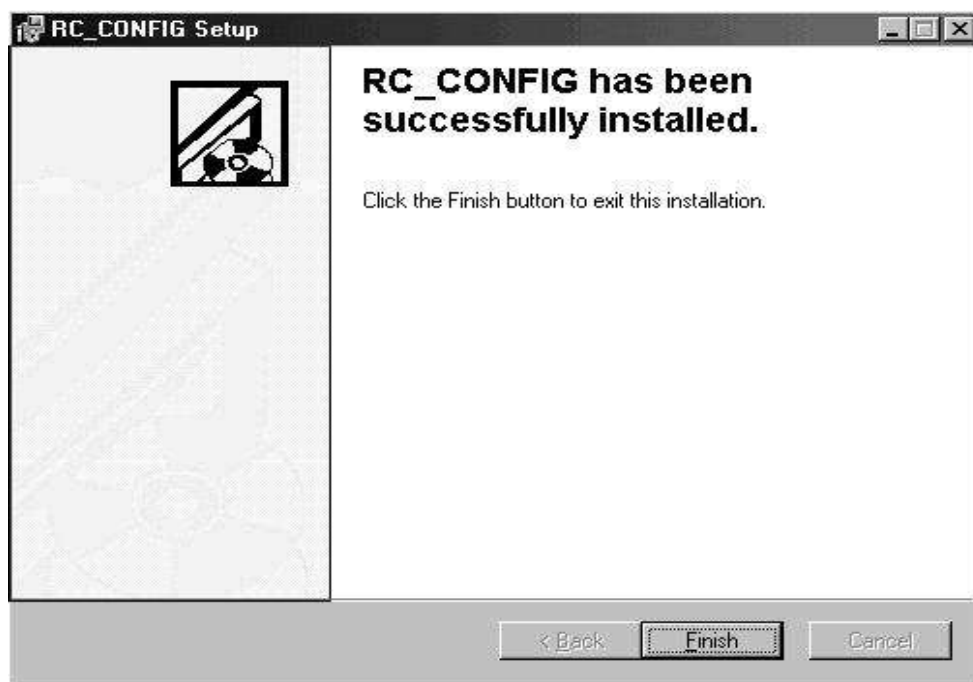 RC_CONFIG Setup
RC_CONFIG has been
successfully installed.
Click the Finish button to exit this installation.
< Back
Finish
Cancel